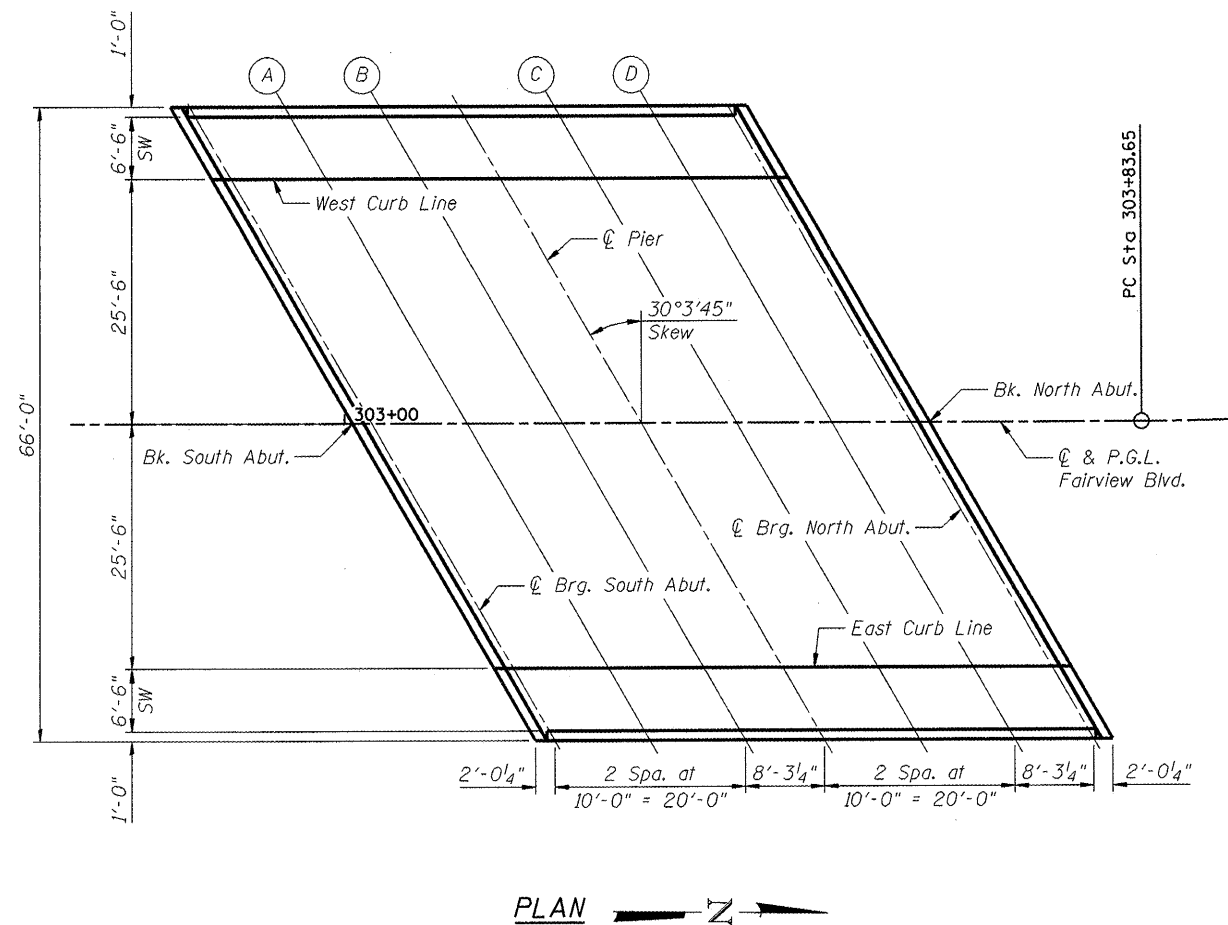 1'-0"
A
B
C
D
6'-6"
SW
West Curb Line
℄ Pier
PC Sta 303+83.65
25'-6"
30°3'45"
Skew
66'-0"
303+00
Bk. North Abut.
Bk. South Abut.
℄ & P.G.L.
Fairview Blvd.
℄ Brg. North Abut.
25'-6"
℄ Brg. South Abut.
East Curb Line
6'-6"
SW
2'-0¼"
2 Spa. at
10'-0" = 20'-0"
8'-3¼"
2 Spa. at
10'-0" = 20'-0"
8'-3¼"
2'-0¼"
1'-0"
PLAN
N